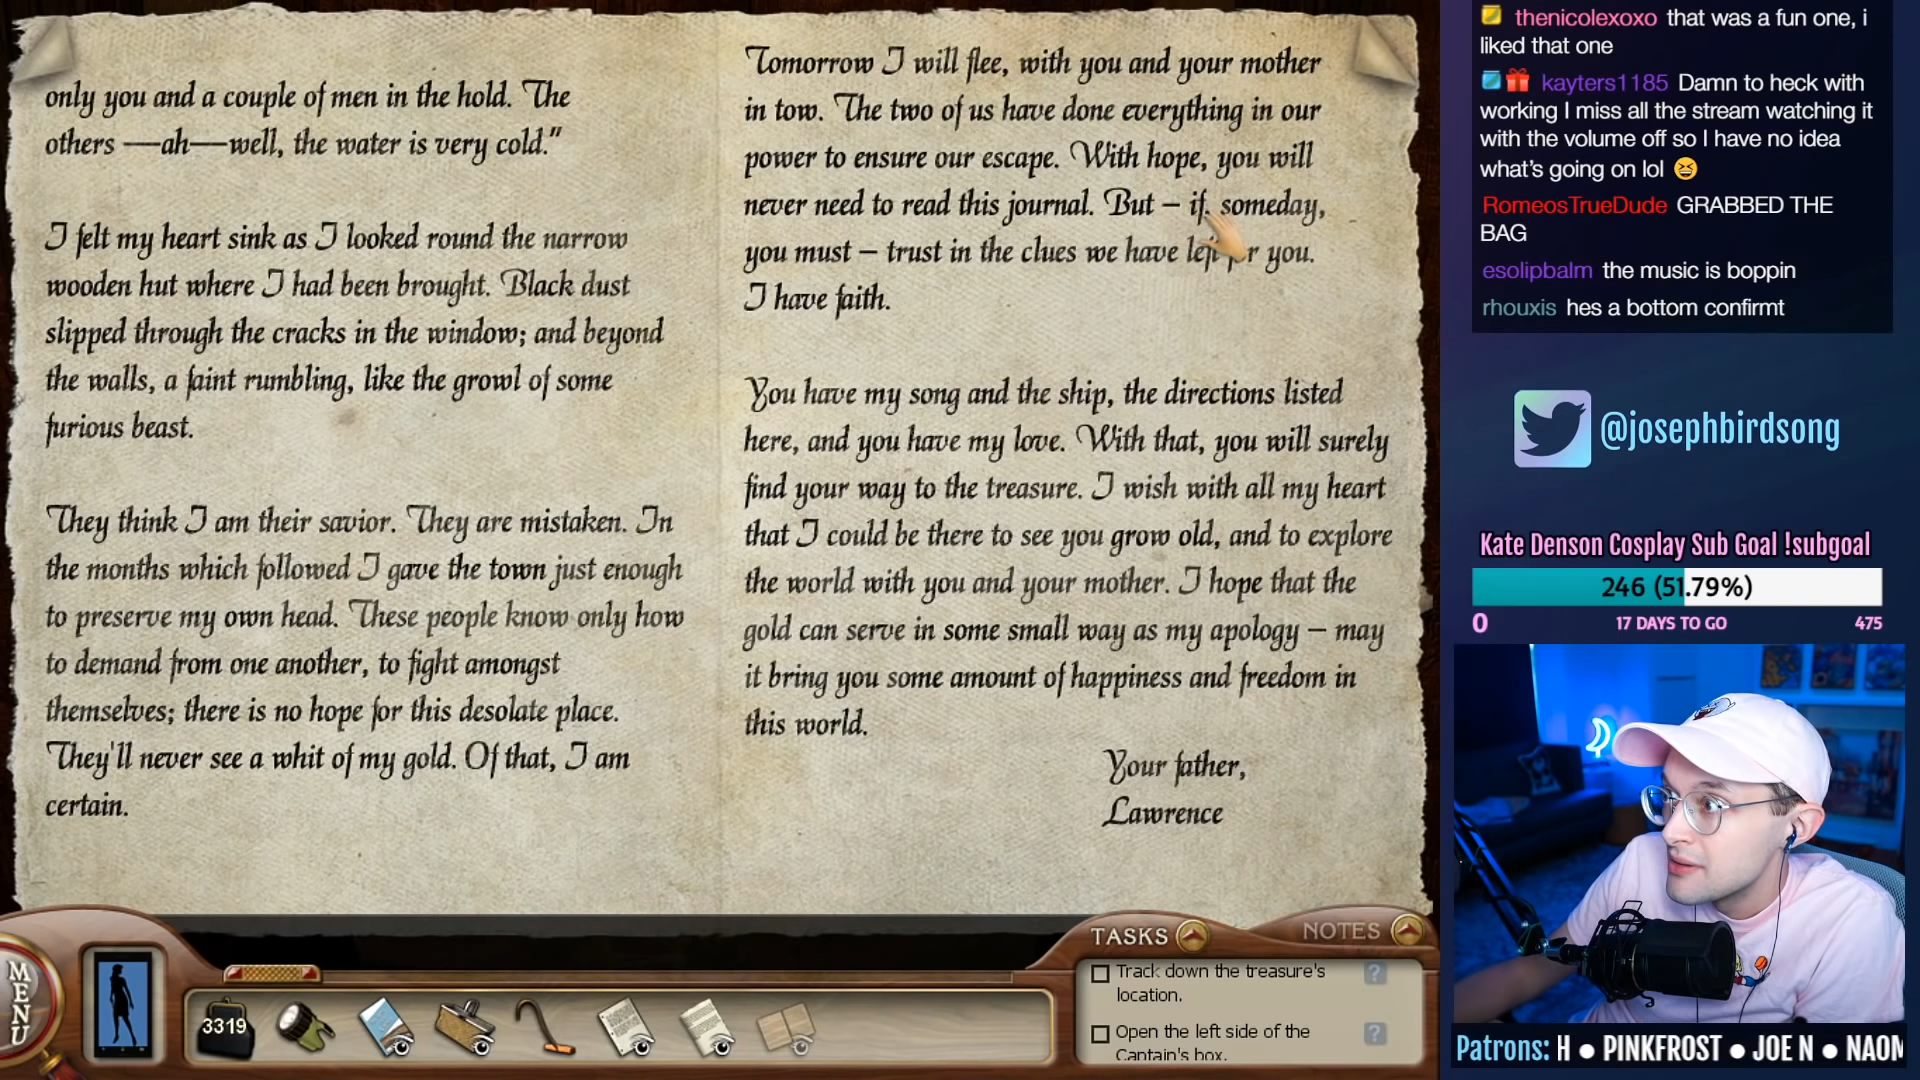 only you and a couple of men in the hold. The
others —ah—well, the water is very cold."
I felt my heart sink as I looked round the narrow
wooden hut where I had been brought. Black dust
slipped through the cracks in the window; and beyond
the walls, a faint rumbling, like the growl of some
furious beast.
They think I am their savior. They are mistaken. In
the months which followed I gave the town just enough
to preserve my own head. These people know only how
to demand from one another, to fight amongst
themselves; there is no hope for this desolate place.
They'll never see a whit of my gold. Of that, I am
certain.
Tomorrow I will flee, with you and your mother
in tow. The two of us have done everything in our
power to ensure our escape. With hope, you will
never need to read this journal. But – if, someday,
you must – trust in the clues we have left for you.
I have faith.
You have my song and the ship, the directions listed
here, and you have my love. With that, you will surely
find your way to the treasure. I wish with all my heart
that I could be there to see you grow old, and to explore
the world with you and your mother. I hope that the
gold can serve in some small way as my apology – may
it bring you some amount of happiness and freedom in
this world.
Your father,
Lawrence
MENU
3319
TASKS
NOTES
Track down the treasure's
location.
?
Open the left side of the
Captain's box.
?
thenicolexoxo that was a fun one, i
liked that one
kayters1185 Damn to heck with
working I miss all the stream watching it
with the volume off so I have no idea
what's going on lol 😆
RomeosTrueDude GRABBED THE
BAG
esolipbalm the music is boppin
rhouxis hes a bottom confirmt
@josephbirdsong
Kate Denson Cosplay Sub Goal !subgoal
246 (51.79%)
0 17 DAYS TO GO 475
Patrons: H ● PINKFROST ● JOE N ● NAOM